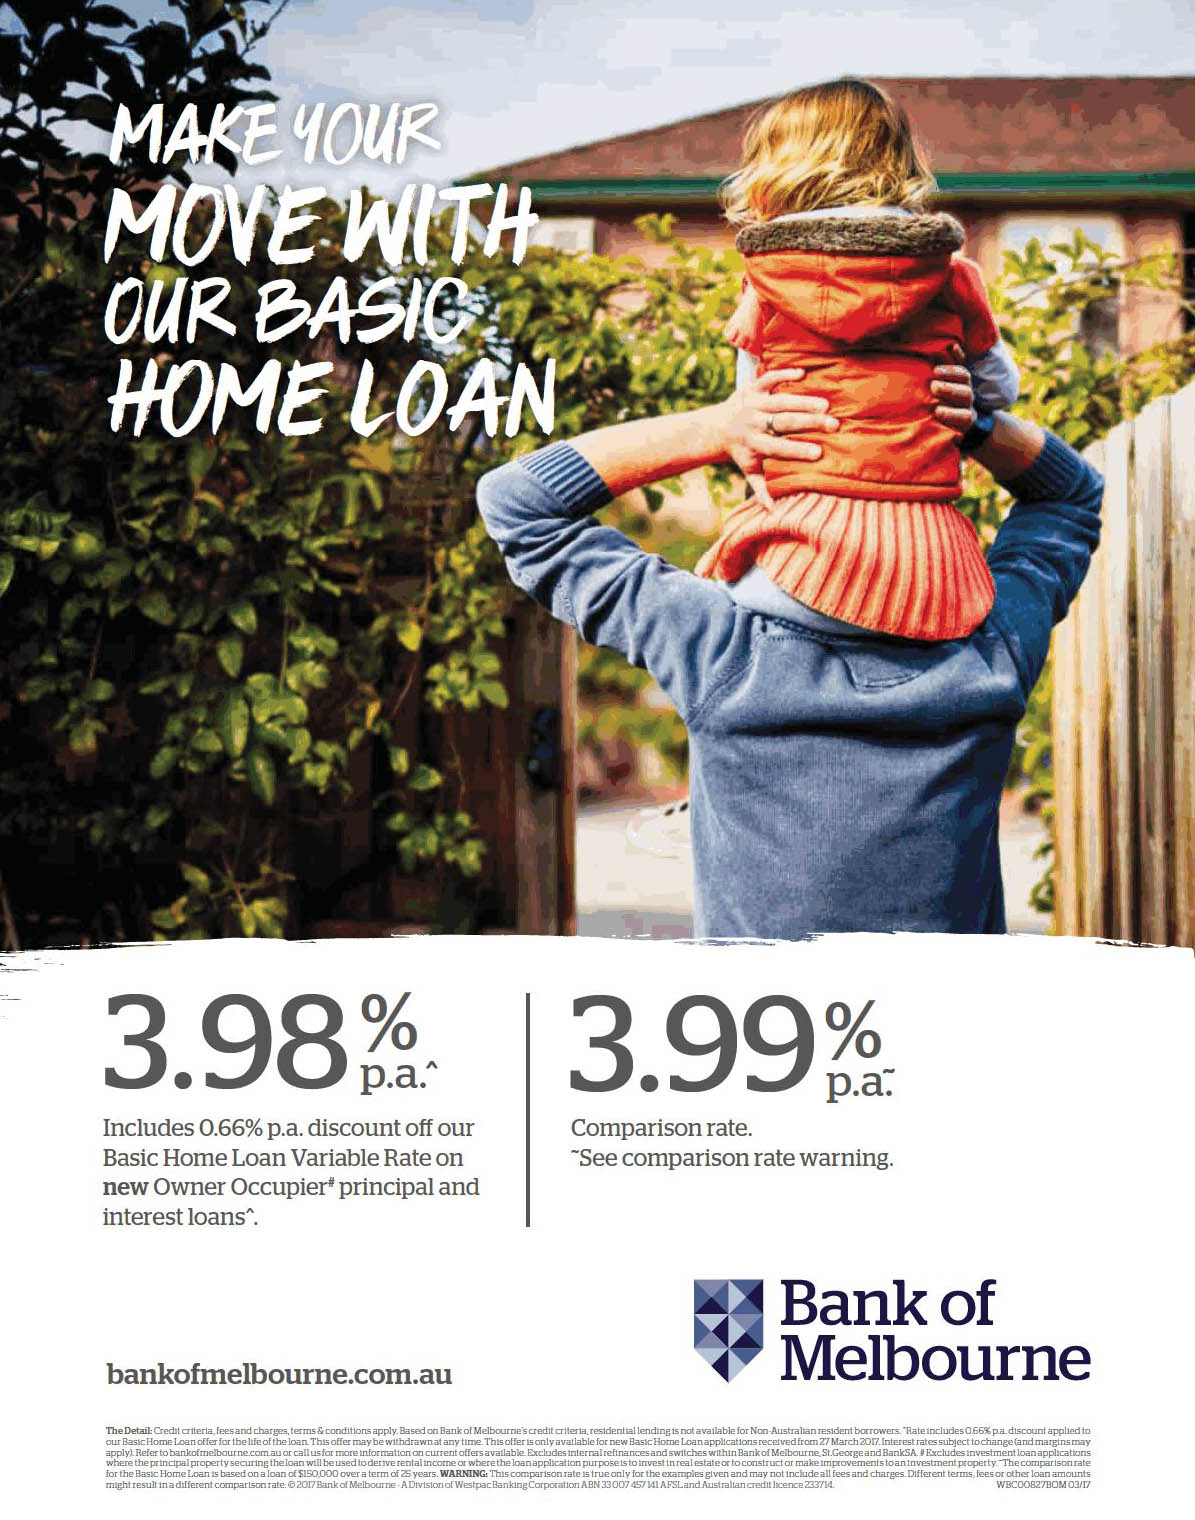 MAKE YOUR
MOVE WITH
OUR BASIC
HOME LOAN
3.98% p.a.^
Includes 0.66% p.a. discount off our
Basic Home Loan Variable Rate on
new Owner Occupier# principal and
interest loans^.
3.99% p.a.~
Comparison rate.
~See comparison rate warning.
Bank of
Melbourne
bankofmelbourne.com.au
The Detail: Credit criteria, fees and charges, terms & conditions apply. Based on Bank of Melbourne's credit criteria, residential lending is not available for Non-Australian resident borrowers. ^Rate includes 0.66% p.a. discount applied to
our Basic Home Loan offer for the life of the loan. This offer may be withdrawn at any time. This offer is only available for new Basic Home Loan applications received from 27 March 2017. Interest rates subject to change (and margins may
apply). Refer to bankofmelbourne.com.au or call us for more information on current offers available. Excludes internal refinances and switches within Bank of Melbourne, St.George and BankSA. # Excludes investment loan applications
where the principal property securing the loan will be used to derive rental income or where the loan application purpose is to invest in real estate or to construct or make improvements to an investment property. ~The comparison rate
for the Basic Home Loan is based on a loan of $150,000 over a term of 25 years. WARNING: This comparison rate is true only for the examples given and may not include all fees and charges. Different terms, fees or other loan amounts
might result in a different comparison rate. © 2017 Bank of Melbourne - A Division of Westpac Banking Corporation ABN 33 007 457 141 AFSL and Australian credit licence 233714.
WBC00827BOM 03/17